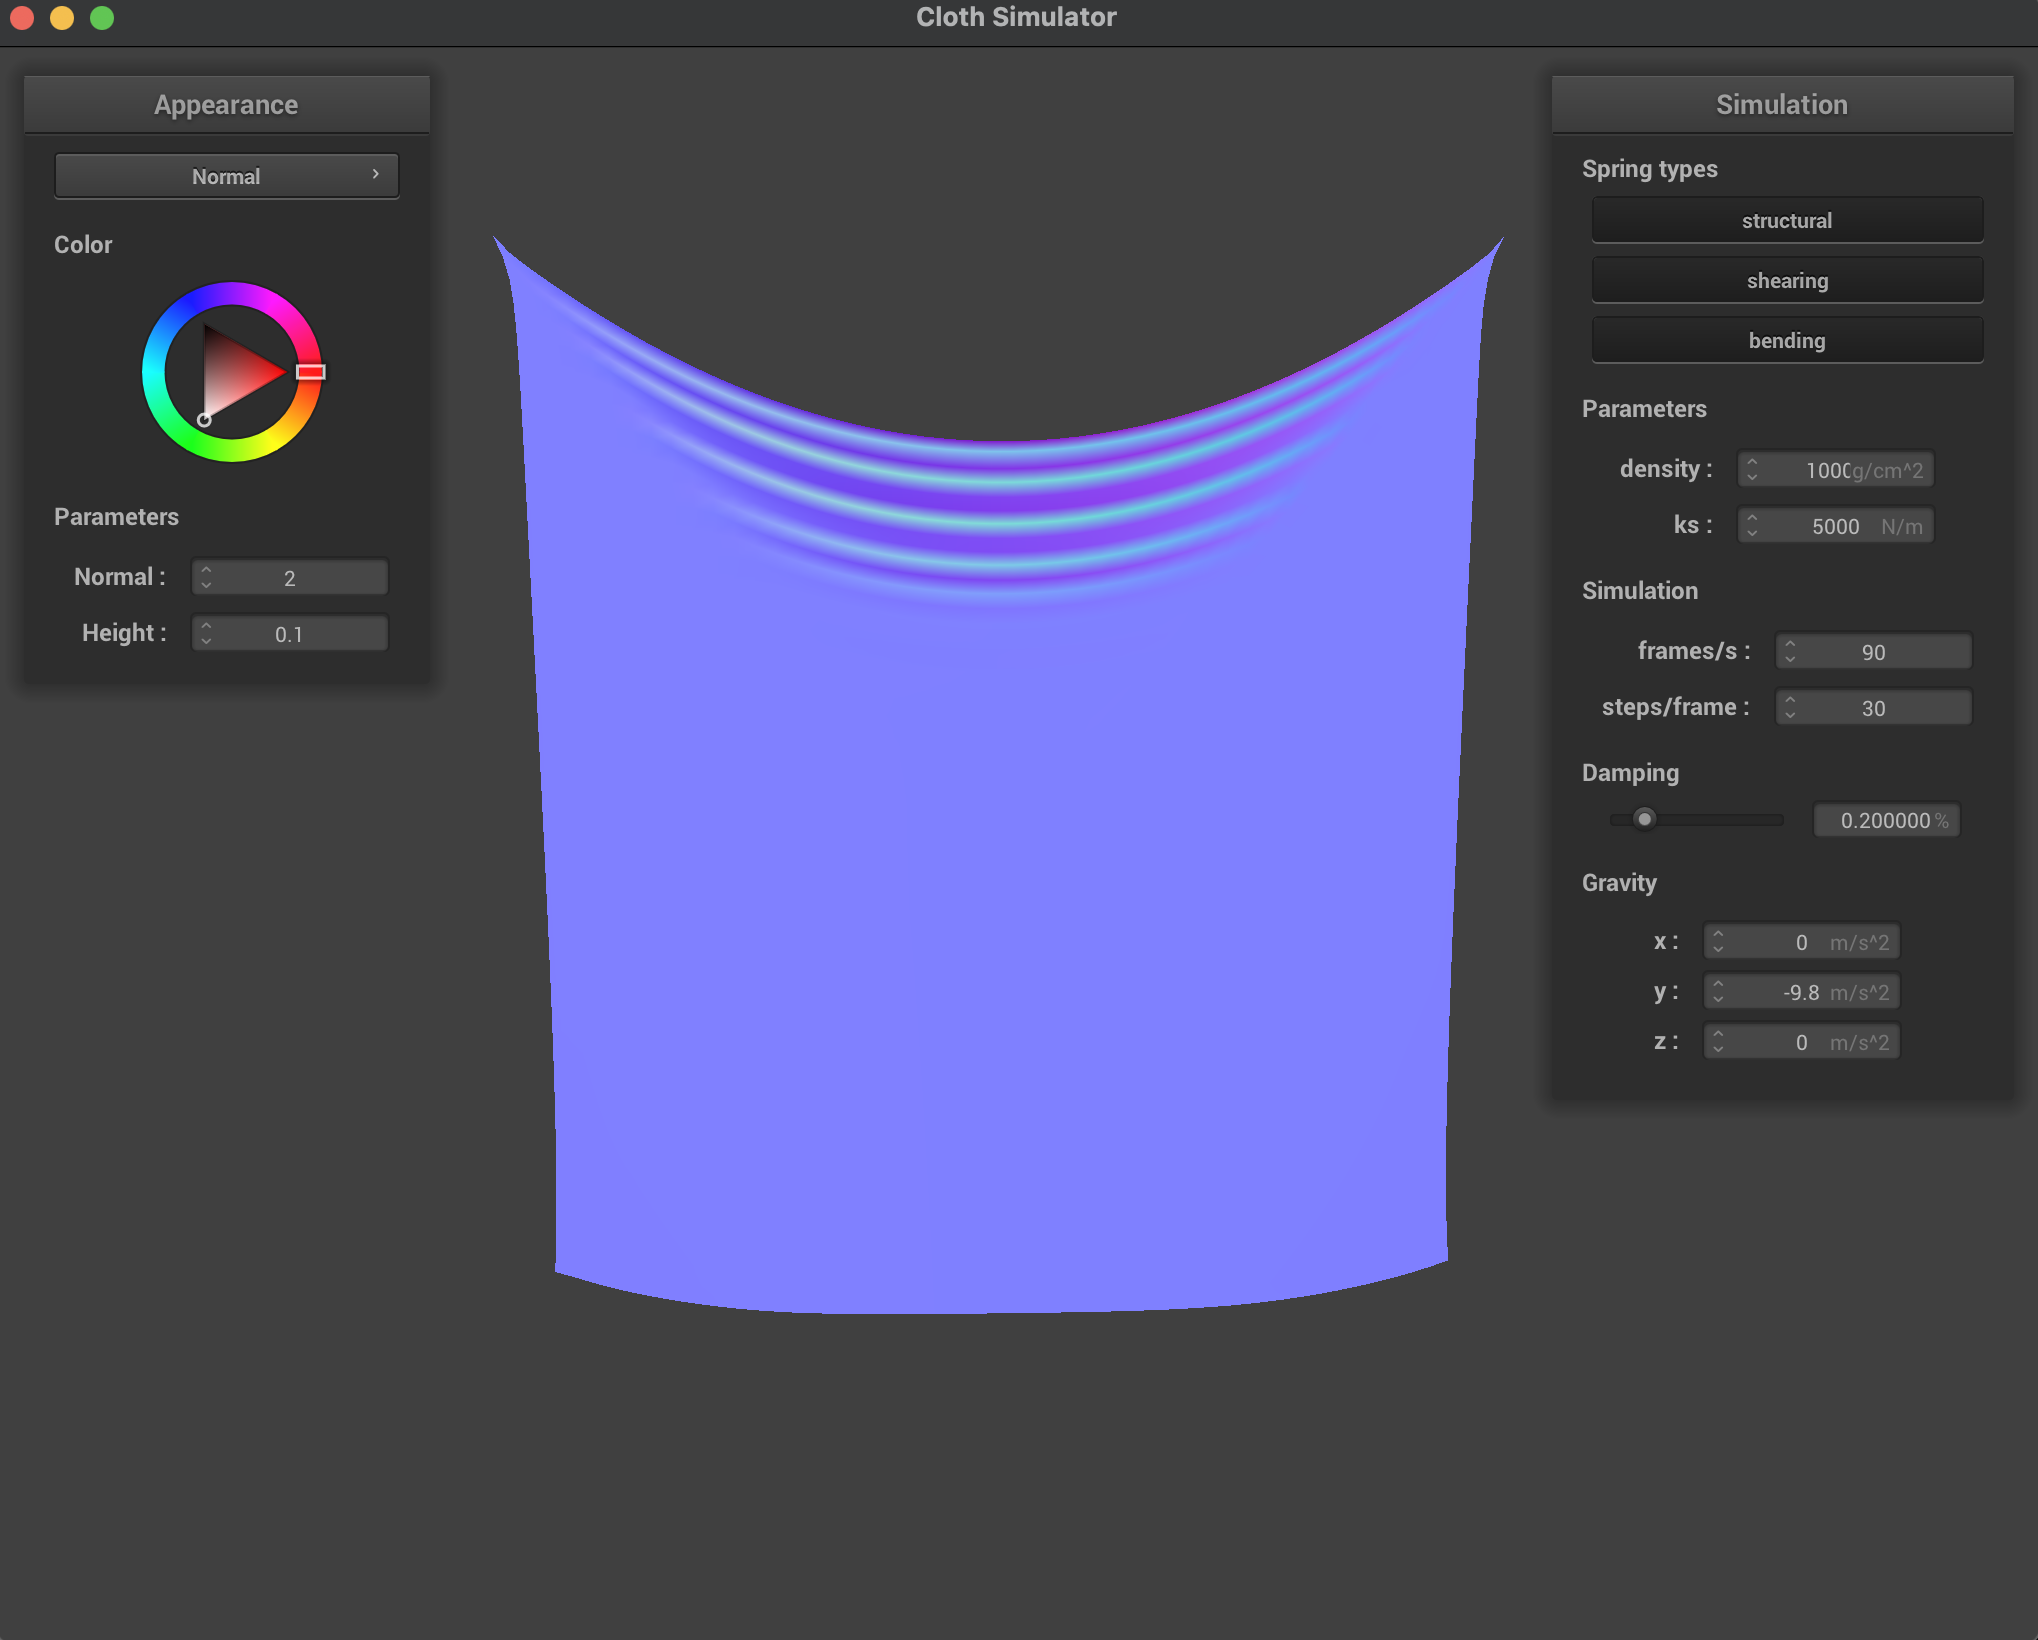 Cloth Simulator
Appearance
Normal
Color
Parameters
Normal : 2
Height : 0.1
Simulation
Spring types
structural
shearing
bending
Parameters
density : 1000 g/cm^2
ks : 5000 N/m
Simulation
frames/s : 90
steps/frame : 30
Damping
0.200000 %
Gravity
x : 0 m/s^2
y : -9.8 m/s^2
z : 0 m/s^2